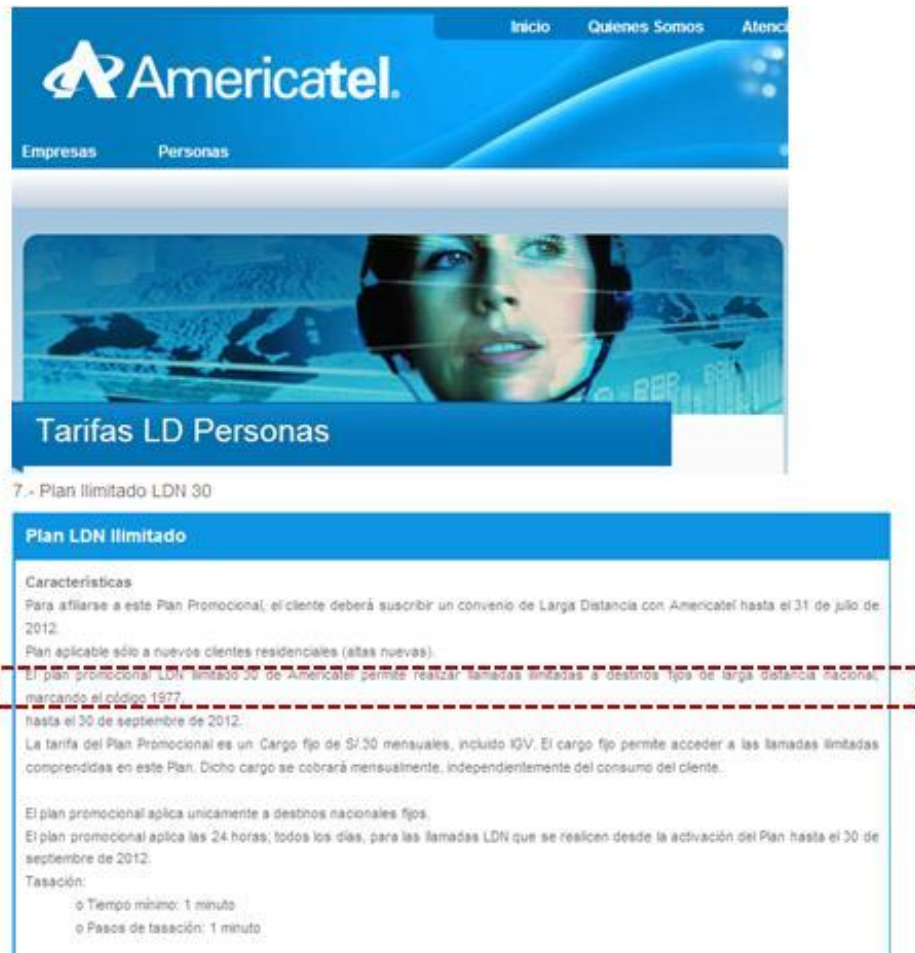 Inicio Quienes Somos Atenci
Americatel.
Empresas Personas
Tarifas LD Personas
7.- Plan Ilimitado LDN 30
Plan LDN Ilimitado
Características
Para afiliarse a este Plan Promocional, el cliente deberá suscribir un convenio de Larga Distancia con Americatel hasta el 31 de julio de
2012.
Plan aplicable sólo a nuevos clientes residenciales (altas nuevas).
El plan promocional LDN Ilimitado 30 de Americatel permite realizar llamadas ilimitadas a destinos fijos de larga distancia nacional,
marcando el código 1977,
hasta el 30 de septiembre de 2012.
La tarifa del Plan Promocional es un Cargo fijo de S/.30 mensuales, incluido IGV. El cargo fijo permite acceder a las llamadas ilimitadas
comprendidas en este Plan. Dicho cargo se cobrará mensualmente, independientemente del consumo del cliente.
El plan promocional aplica unicamente a destinos nacionales fijos.
El plan promocional aplica las 24 horas, todos los días, para las llamadas LDN que se realicen desde la activación del Plan hasta el 30 de
septiembre de 2012.
Tasación:
o Tiempo mínimo: 1 minuto
o Pasos de tasación: 1 minuto